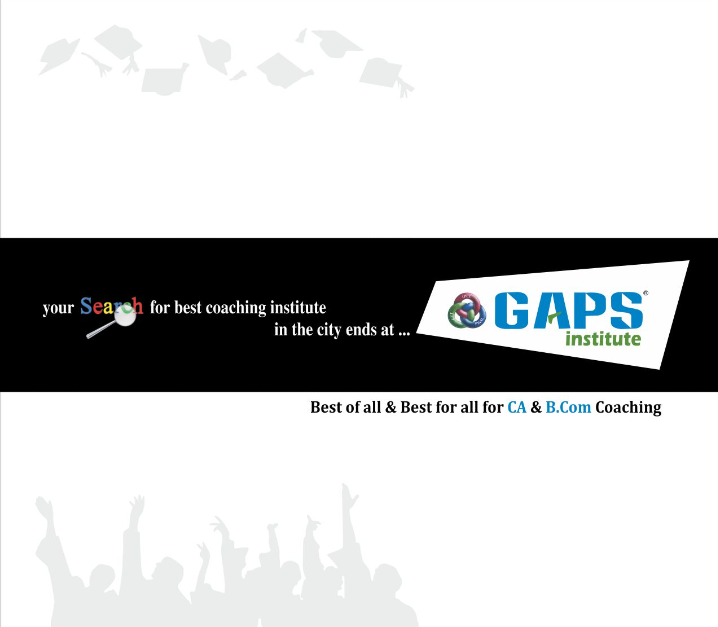 your Search for best coaching institute
in the city ends at ...
GAPS®
institute
Best of all & Best for all for CA & B.Com Coaching